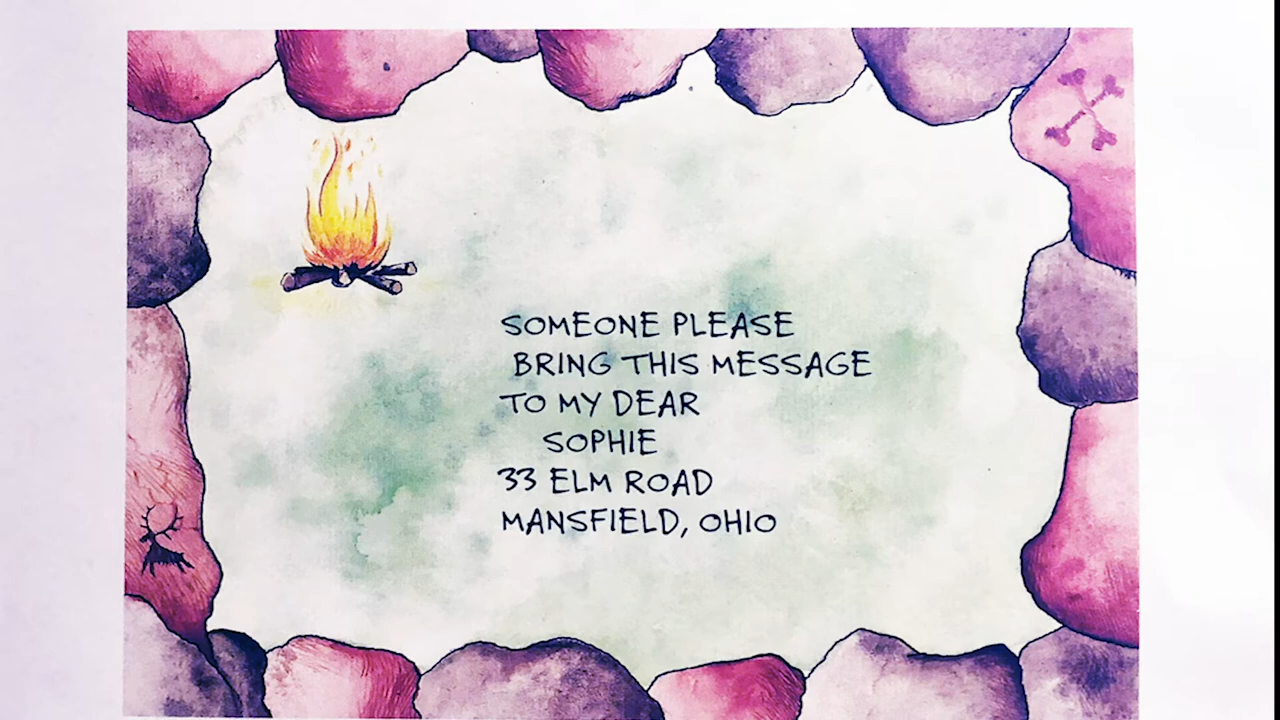 SOMEONE PLEASE
BRING THIS MESSAGE
TO MY DEAR
SOPHIE
33 ELM ROAD
MANSFIELD, OHIO